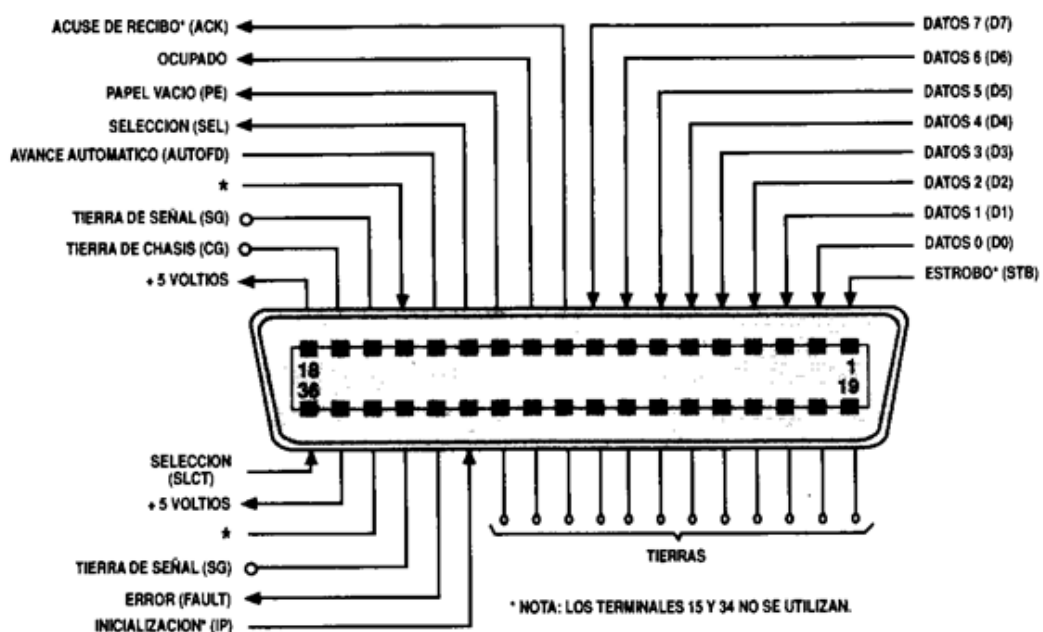 ACUSE DE RECIBO* (ACK)
OCUPADO
PAPEL VACIO (PE)
SELECCION (SEL)
AVANCE AUTOMATICO (AUTOFD)
*
TIERRA DE SEÑAL (SG)
TIERRA DE CHASIS (CG)
+ 5 VOLTIOS
DATOS 7 (D7)
DATOS 6 (D6)
DATOS 5 (D5)
DATOS 4 (D4)
DATOS 3 (D3)
DATOS 2 (D2)
DATOS 1 (D1)
DATOS 0 (D0)
ESTROBO* (STB)
18
1
36
19
SELECCION
(SLCT)
+ 5 VOLTIOS
*
TIERRA DE SEÑAL (SG)
ERROR (FAULT)
INICIALIZACION* (IP)
TIERRAS
* NOTA: LOS TERMINALES 15 Y 34 NO SE UTILIZAN.